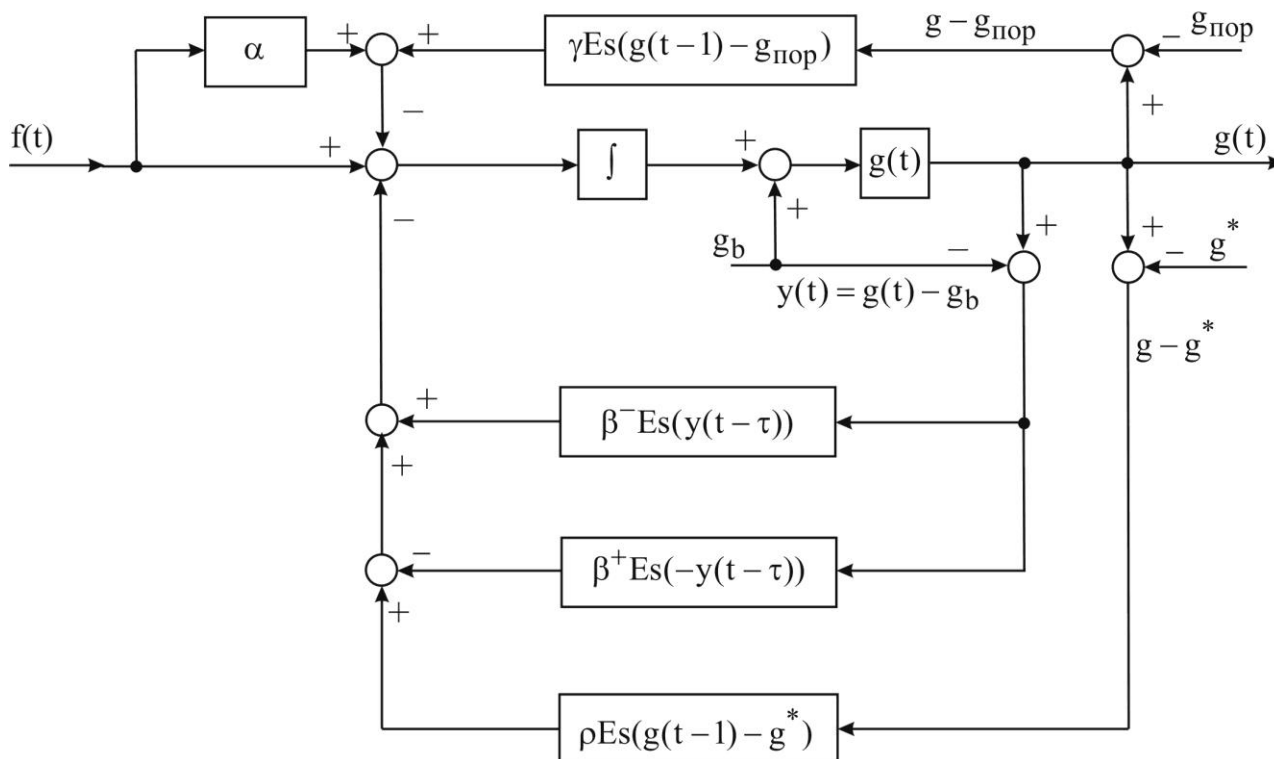 α
+
+
γEs(g(t−1)−gпор)
g − gпор
−
gпор
−
+
f(t)
+
∫
+
g(t)
g(t)
−
+
+
+
gb
−
−
g*
y(t) = g(t) − gb
g − g*
+
β⁻Es(y(t − τ))
+
−
β⁺Es(−y(t − τ))
+
ρEs(g(t−1)−g*)